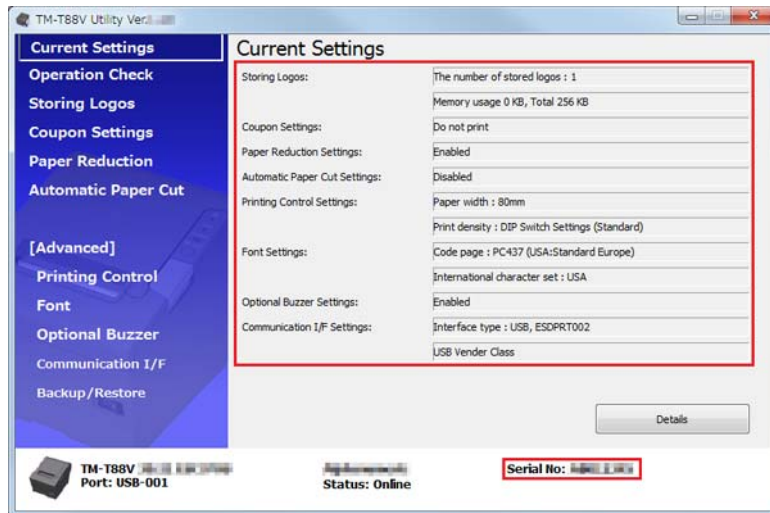 TM-T88V Utility Ver.
Current Settings
Operation Check
Storing Logos
Coupon Settings
Paper Reduction
Automatic Paper Cut
[Advanced]
Printing Control
Font
Optional Buzzer
Communication I/F
Backup/Restore
Current Settings
Storing Logos: The number of stored logos : 1
Memory usage 0 KB, Total 256 KB
Coupon Settings: Do not print
Paper Reduction Settings: Enabled
Automatic Paper Cut Settings: Disabled
Printing Control Settings: Paper width : 80mm
Print density : DIP Switch Settings (Standard)
Font Settings: Code page : PC437 (USA:Standard Europe)
International character set : USA
Optional Buzzer Settings: Enabled
Communication I/F Settings: Interface type : USB, ESDPRT002
USB Vender Class
Details
TM-T88V
Port: USB-001
Status: Online
Serial No: